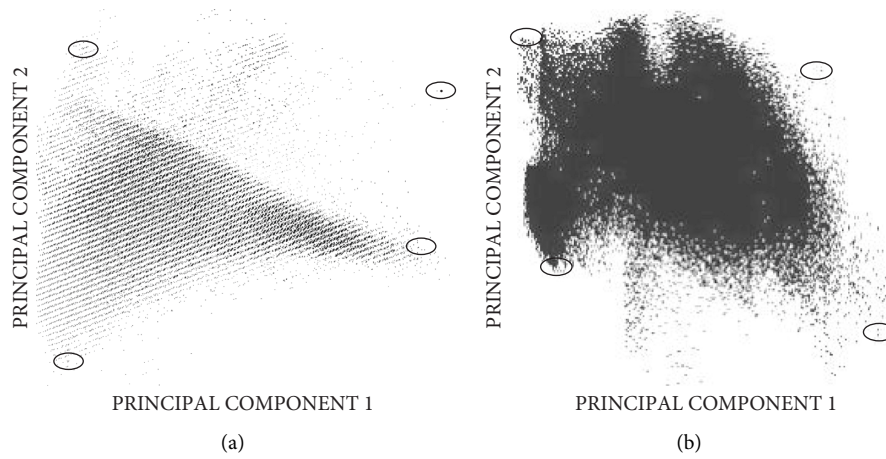 PRINCIPAL COMPONENT 2
PRINCIPAL COMPONENT 1
(a)
PRINCIPAL COMPONENT 2
PRINCIPAL COMPONENT 1
(b)